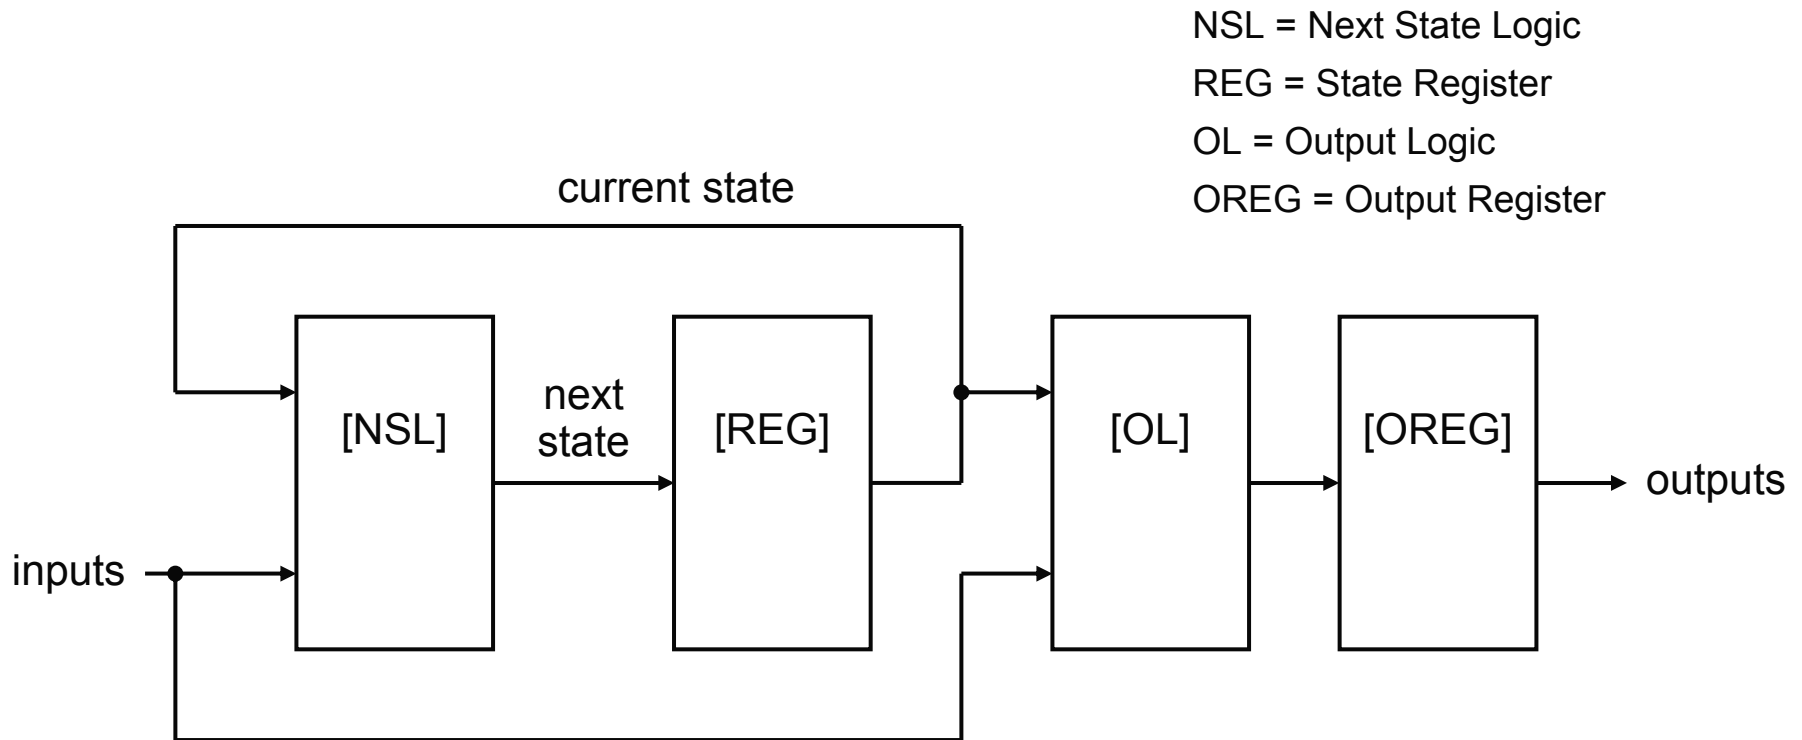 NSL = Next State Logic
REG = State Register
OL = Output Logic
OREG = Output Register
current state
next
state
[NSL]
[REG]
[OL]
[OREG]
inputs
outputs